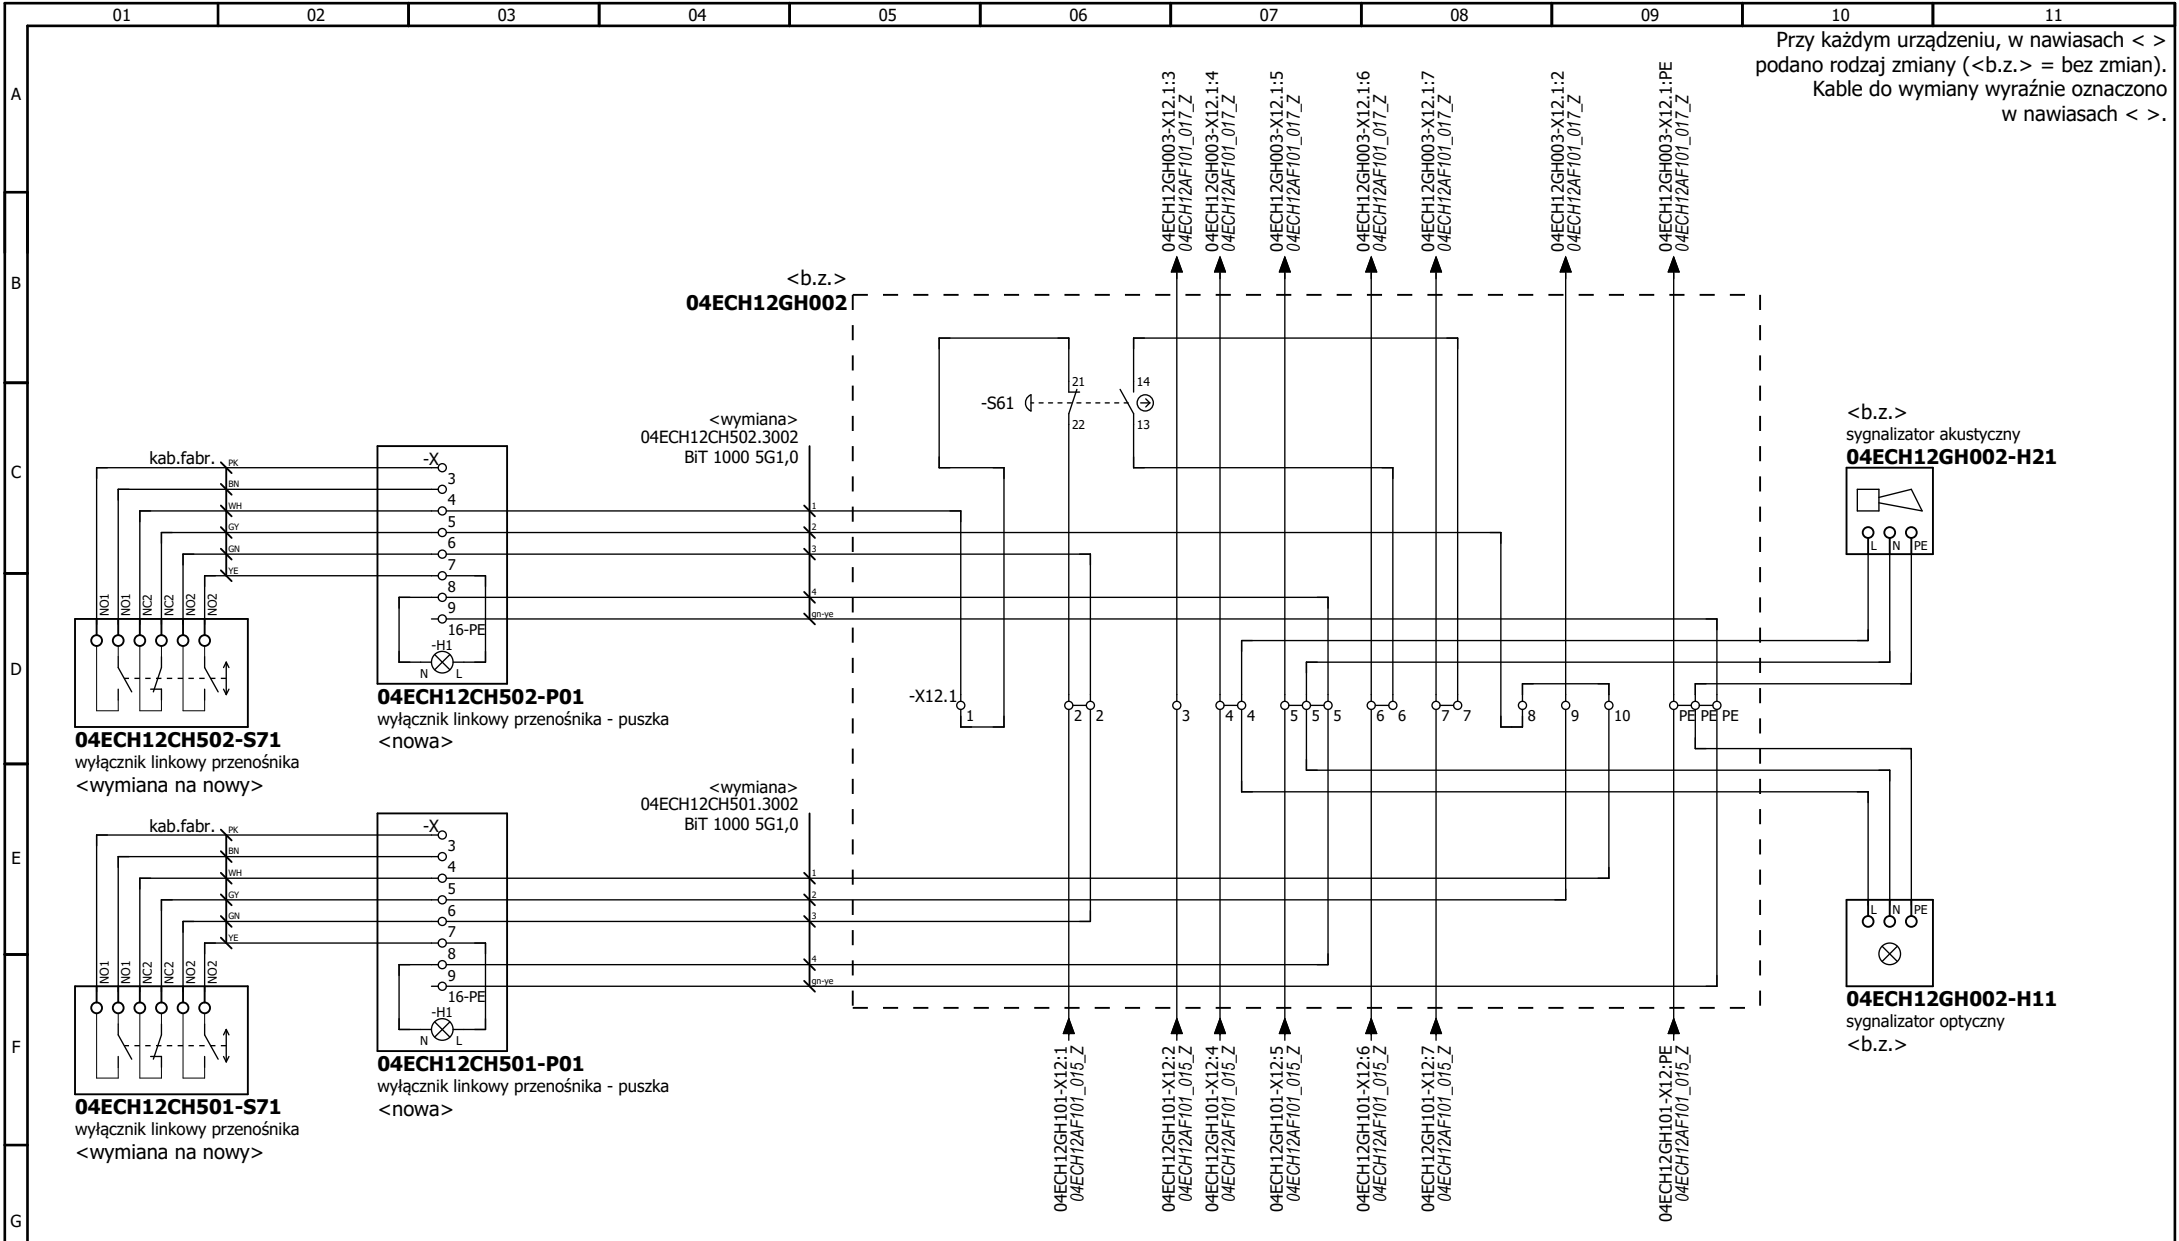 01 02 03 04 05 06 07 08 09 10 11
Przy każdym urządzeniu, w nawiasach < >
podano rodzaj zmiany (<b.z.> = bez zmian).
Kable do wymiany wyraźnie oznaczono
w nawiasach < >.
A
B
C
D
E
F
G
04ECH12GH003-X12.1:3
04ECH12AF101_017_Z
04ECH12GH003-X12.1:4
04ECH12AF101_017_Z
04ECH12GH003-X12.1:5
04ECH12AF101_017_Z
04ECH12GH003-X12.1:6
04ECH12AF101_017_Z
04ECH12GH003-X12.1:7
04ECH12AF101_017_Z
04ECH12GH003-X12.1:2
04ECH12AF101_017_Z
04ECH12GH003-X12.1:PE
04ECH12AF101_017_Z
<b.z.>
04ECH12GH002
-S61
21
22
14
13
<wymiana>
04ECH12CH502.3002
BiT 1000 5G1,0
1
2
3
4
gn-ye
kab.fabr.
PK
BN
WH
GY
GN
YE
NO1 NO1 NC2 NC2 NO2 NO2
04ECH12CH502-S71
wyłącznik linkowy przenośnika
<wymiana na nowy>
-X
3
4
5
6
7
8
9
16-PE
-H1
N L
04ECH12CH502-P01
wyłącznik linkowy przenośnika - puszka
<nowa>
-X12.1
1 2 2 3 4 4 5 5 5 6 6 7 7 8 9 10 PE PE PE
<b.z.>
sygnalizator akustyczny
04ECH12GH002-H21
L N PE
<wymiana>
04ECH12CH501.3002
BiT 1000 5G1,0
1
2
3
4
gn-ye
kab.fabr.
PK
BN
WH
GY
GN
YE
NO1 NO1 NC2 NC2 NO2 NO2
04ECH12CH501-S71
wyłącznik linkowy przenośnika
<wymiana na nowy>
-X
3
4
5
6
7
8
9
16-PE
-H1
N L
04ECH12CH501-P01
wyłącznik linkowy przenośnika - puszka
<nowa>
L N PE
04ECH12GH002-H11
sygnalizator optyczny
<b.z.>
04ECH12GH101-X12:1
04ECH12AF101_015_Z
04ECH12GH101-X12:2
04ECH12AF101_015_Z
04ECH12GH101-X12:4
04ECH12AF101_015_Z
04ECH12GH101-X12:5
04ECH12AF101_015_Z
04ECH12GH101-X12:6
04ECH12AF101_015_Z
04ECH12GH101-X12:7
04ECH12AF101_015_Z
04ECH12GH101-X12:PE
04ECH12AF101_015_Z